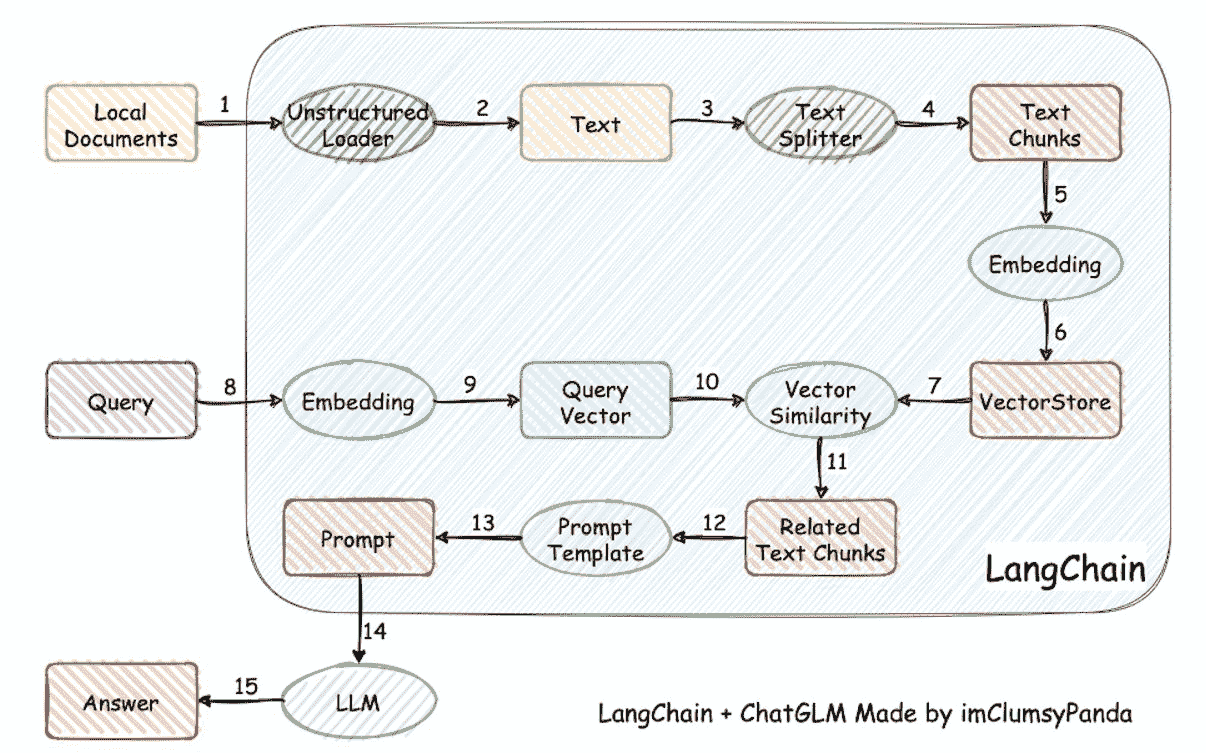 Local
Documents
1
Unstructured
Loader
2
Text
3
Text
Splitter
4
Text
Chunks
5
Embedding
6
Query
8
Embedding
9
Query
Vector
10
Vector
Similarity
7
VectorStore
11
Prompt
13
Prompt
Template
12
Related
Text Chunks
LangChain
14
Answer
15
LLM
LangChain + ChatGLM Made by imClumsyPanda